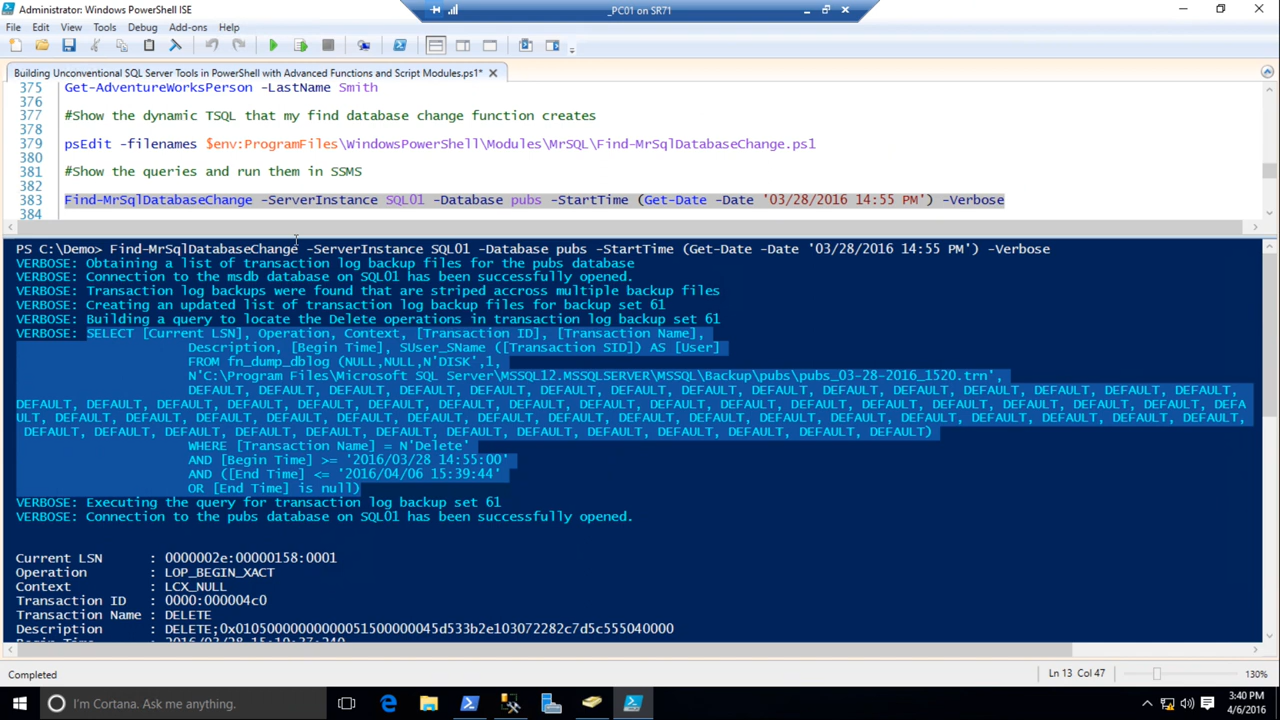 Administrator: Windows PowerShell ISE
_PC01 on SR71
File Edit View Tools Debug Add-ons Help
Building Unconventional SQL Server Tools in PowerShell with Advanced Functions and Script Modules.ps1*
375 Get-AdventureWorksPerson -LastName Smith
376
377 #Show the dynamic TSQL that my find database change function creates
378
379 psEdit -filenames $env:ProgramFiles\WindowsPowerShell\Modules\MrSQL\Find-MrSqlDatabaseChange.ps1
380
381 #Show the queries and run them in SSMS
382
383 Find-MrSqlDatabaseChange -ServerInstance SQL01 -Database pubs -StartTime (Get-Date -Date '03/28/2016 14:55 PM') -Verbose
384
PS C:\Demo> Find-MrSqlDatabaseChange -ServerInstance SQL01 -Database pubs -StartTime (Get-Date -Date '03/28/2016 14:55 PM') -Verbose
VERBOSE: Obtaining a list of transaction log backup files for the pubs database
VERBOSE: Connection to the msdb database on SQL01 has been successfully opened.
VERBOSE: Transaction log backups were found that are striped accross multiple backup files
VERBOSE: Creating an updated list of transaction log backup files for backup set 61
VERBOSE: Building a query to locate the Delete operations in transaction log backup set 61
VERBOSE: SELECT [Current LSN], Operation, Context, [Transaction ID], [Transaction Name],
Description, [Begin Time], SUser_SName ([Transaction SID]) AS [User]
FROM fn_dump_dblog (NULL,NULL,N'DISK',1,
N'C:\Program Files\Microsoft SQL Server\MSSQL12.MSSQLSERVER\MSSQL\Backup\pubs\pubs_03-28-2016_1520.trn',
DEFAULT, DEFAULT, DEFAULT, DEFAULT, DEFAULT, DEFAULT, DEFAULT, DEFAULT, DEFAULT, DEFAULT, DEFAULT, DEFAULT, DEFAULT, DEFAULT, DEFAULT,
DEFAULT, DEFAULT, DEFAULT, DEFAULT, DEFAULT, DEFAULT, DEFAULT, DEFAULT, DEFAULT, DEFAULT, DEFAULT, DEFAULT, DEFAULT, DEFAULT, DEFAULT, DEFAULT, DEFA
ULT, DEFAULT, DEFAULT, DEFAULT, DEFAULT, DEFAULT, DEFAULT, DEFAULT, DEFAULT, DEFAULT, DEFAULT, DEFAULT, DEFAULT, DEFAULT, DEFAULT, DEFAULT, DEFAULT,
DEFAULT, DEFAULT, DEFAULT, DEFAULT, DEFAULT, DEFAULT, DEFAULT, DEFAULT, DEFAULT, DEFAULT, DEFAULT, DEFAULT, DEFAULT)
WHERE [Transaction Name] = N'Delete'
AND [Begin Time] >= '2016/03/28 14:55:00'
AND ([End Time] <= '2016/04/06 15:39:44'
OR [End Time] is null)
VERBOSE: Executing the query for transaction log backup set 61
VERBOSE: Connection to the pubs database on SQL01 has been successfully opened.
Current LSN : 0000002e:00000158:0001
Operation : LOP_BEGIN_XACT
Context : LCX_NULL
Transaction ID : 0000:000004c0
Transaction Name : DELETE
Description : DELETE;0x01050000000000051500000045d533b2e103072282c7d5c555040000
Completed
Ln 13 Col 47
130%
I'm Cortana. Ask me anything.
3:40 PM
4/6/2016